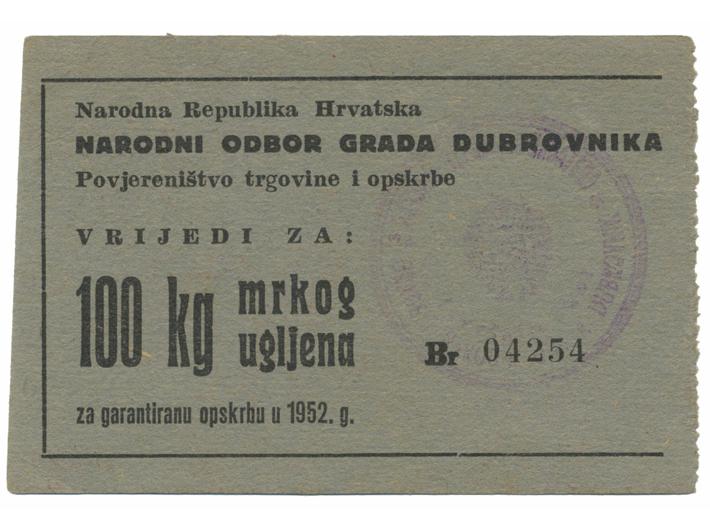 Narodna Republika Hrvatska
NARODNI ODBOR GRADA DUBROVNIKA
Povjereništvo trgovine i opskrbe
VRIJEDI ZA:
100 kg mrkog
ugljena
Br 04254
za garantiranu opskrbu u 1952. g.